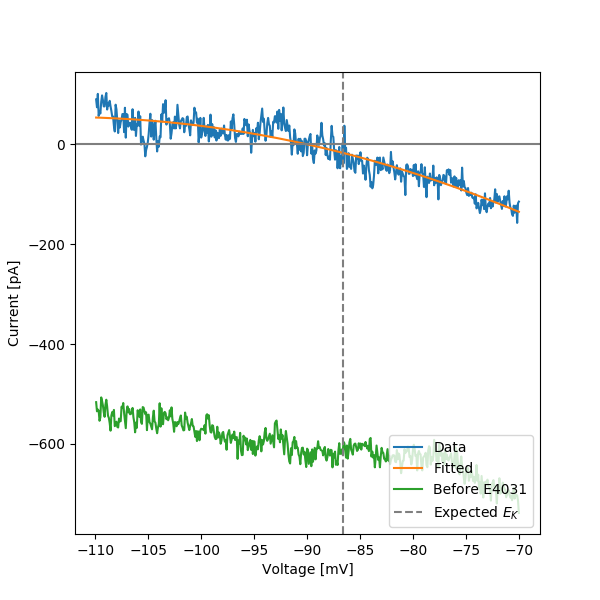 Current [pA]
0
−200
−400
−600
Data
Fitted
Before E4031
Expected $E_K$
−110 −105 −100 −95 −90 −85 −80 −75 −70
Voltage [mV]